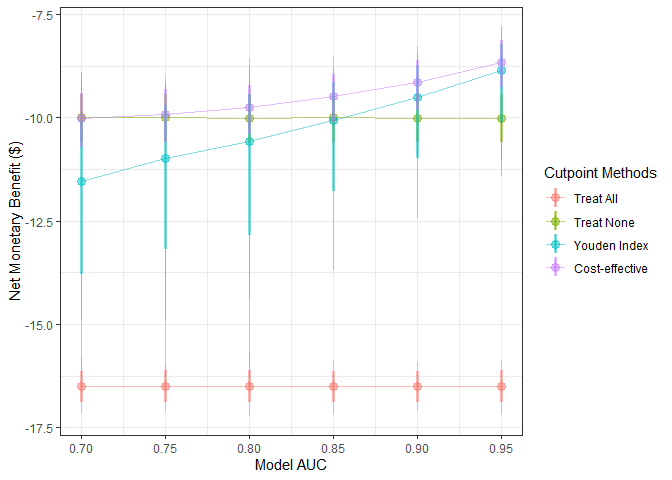 -7.5
-10.0
-12.5
-15.0
-17.5
Net Monetary Benefit ($)
0.70 0.75 0.80 0.85 0.90 0.95
Model AUC
Cutpoint Methods
Treat All
Treat None
Youden Index
Cost-effective